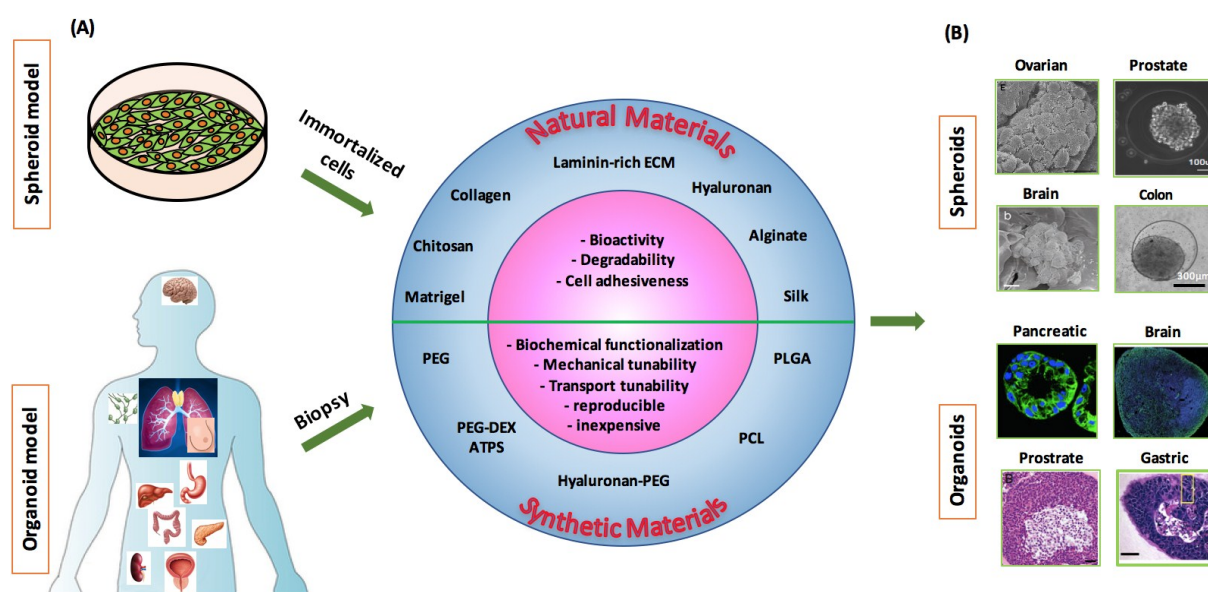 (A)
Spheroid model
Immortalized
cells
Organoid model
Biopsy
Natural Materials
Laminin-rich ECM
Collagen
Hyaluronan
Chitosan
Alginate
Matrigel
Silk
- Bioactivity
- Degradability
- Cell adhesiveness
- Biochemical functionalization
- Mechanical tunability
- Transport tunability
- reproducible
- inexpensive
PEG
PLGA
PEG-DEX
ATPS
PCL
Hyaluronan-PEG
Synthetic Materials
(B)
Spheroids
Ovarian
Prostate
100
Brain
Colon
b
300μm
Organoids
Pancreatic
Brain
Prostrate
Gastric